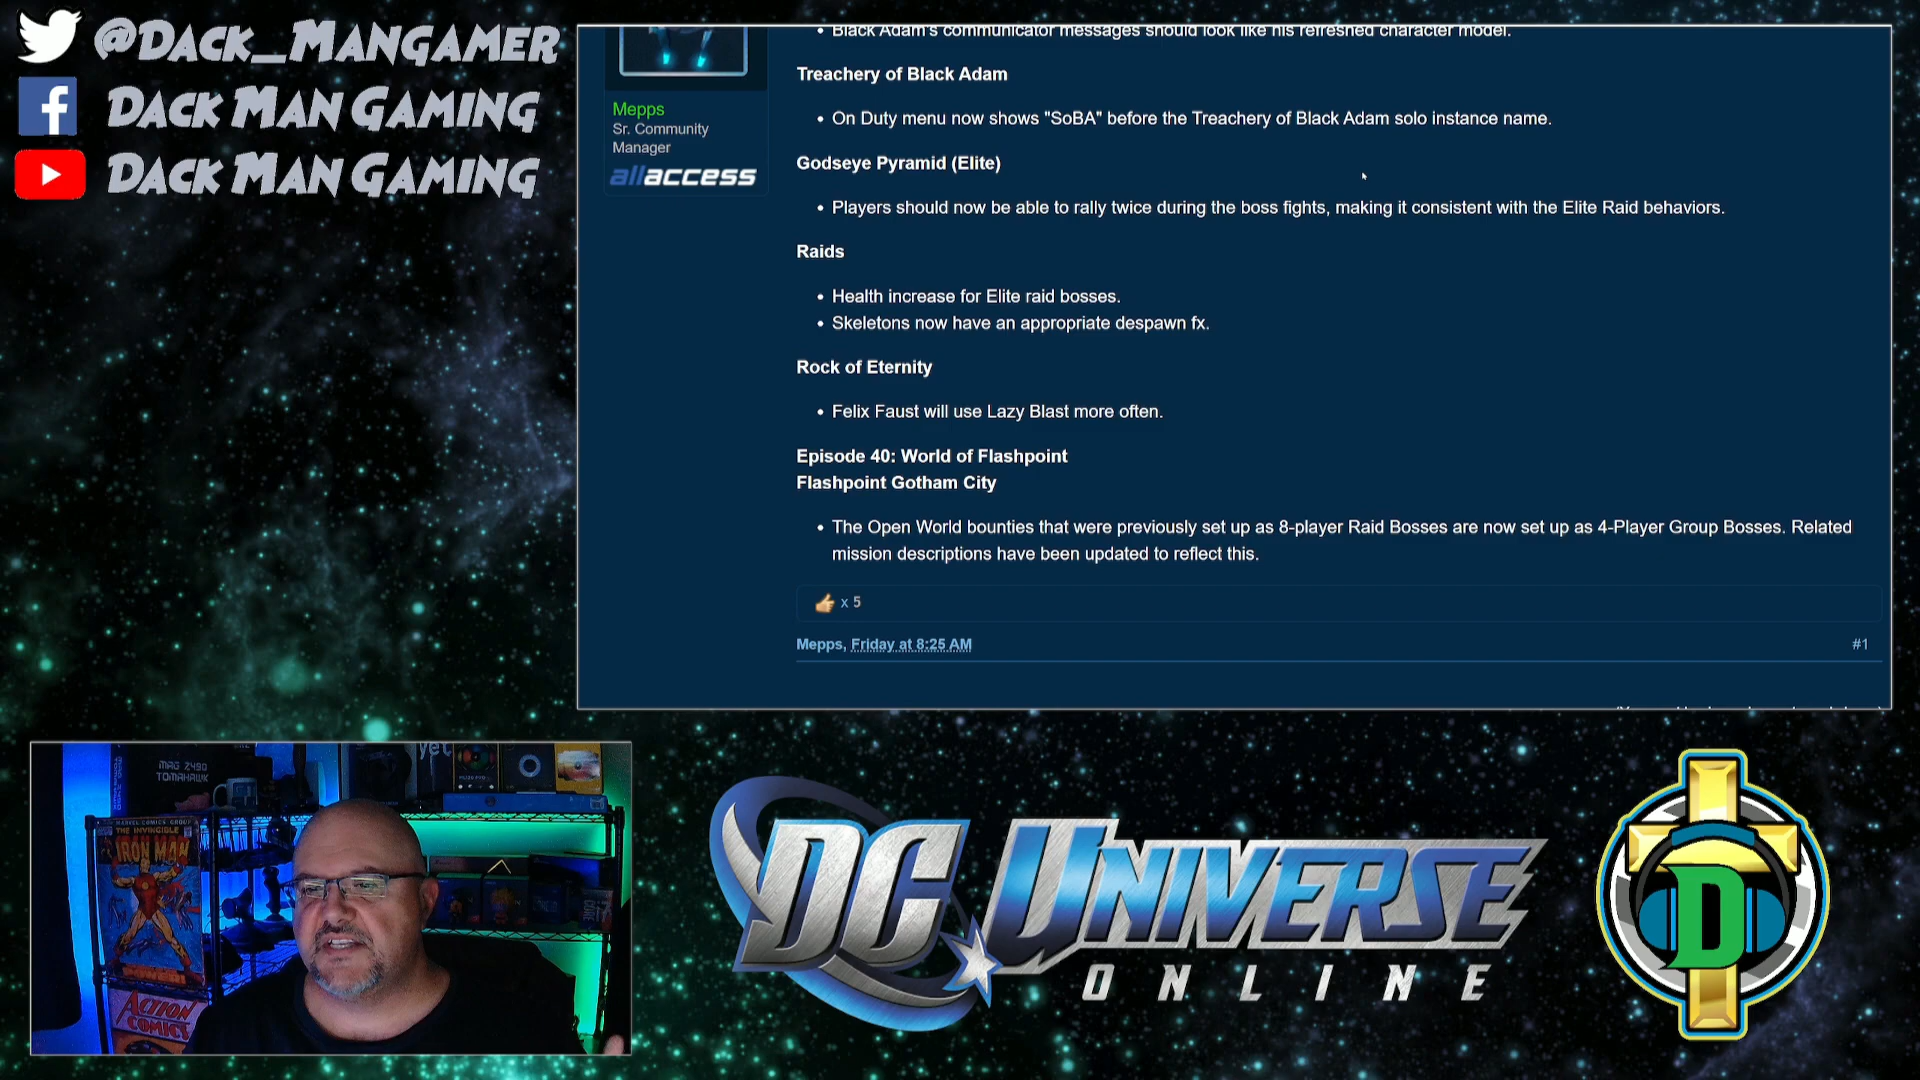 @Dack_Mangamer
Dack Man Gaming
Dack Man Gaming
Black Adam's communicator messages should look like his refreshed character model.
Mepps
Sr. Community
Manager
allaccess
Treachery of Black Adam
On Duty menu now shows "SoBA" before the Treachery of Black Adam solo instance name.
Godseye Pyramid (Elite)
Players should now be able to rally twice during the boss fights, making it consistent with the Elite Raid behaviors.
Raids
Health increase for Elite raid bosses.
Skeletons now have an appropriate despawn fx.
Rock of Eternity
Felix Faust will use Lazy Blast more often.
Episode 40: World of Flashpoint
Flashpoint Gotham City
The Open World bounties that were previously set up as 8-player Raid Bosses are now set up as 4-Player Group Bosses. Related
mission descriptions have been updated to reflect this.
x 5
Mepps, Friday at 8:25 AM
#1
yet
MAG Z490
TOMAHAWK
MARVEL COMICS GROUP
THE INVINCIBLE
IRON MAN
ACTION
COMICS
DC UNIVERSE
ONLINE
D